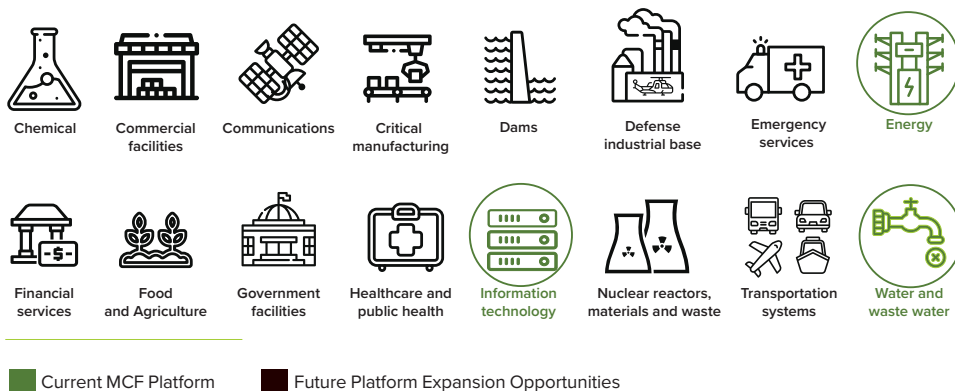 Chemical
Commercial
facilities
Communications
Critical
manufacturing
Dams
Defense
industrial base
Emergency
services
Energy
$
Financial
services
Food
and Agriculture
Government
facilities
Healthcare and
public health
Information
technology
Nuclear reactors,
materials and waste
Transportation
systems
Water and
waste water
Current MCF Platform
Future Platform Expansion Opportunities